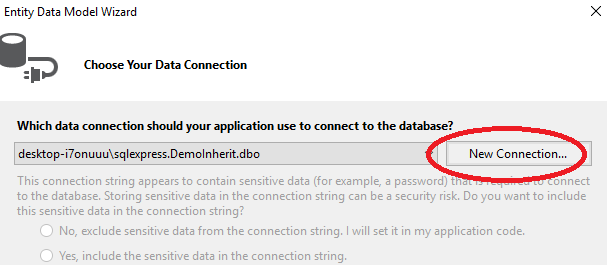 Entity Data Model Wizard
Choose Your Data Connection
Which data connection should your application use to connect to the database?
desktop-i7onuuu\sqlexpress.DemoInherit.dbo
New Connection...
This connection string appears to contain sensitive data (for example, a password) that is required to connect
to the database. Storing sensitive data in the connection string can be a security risk. Do you want to include
this sensitive data in the connection string?
No, exclude sensitive data from the connection string. I will set it in my application code.
Yes, include the sensitive data in the connection string.